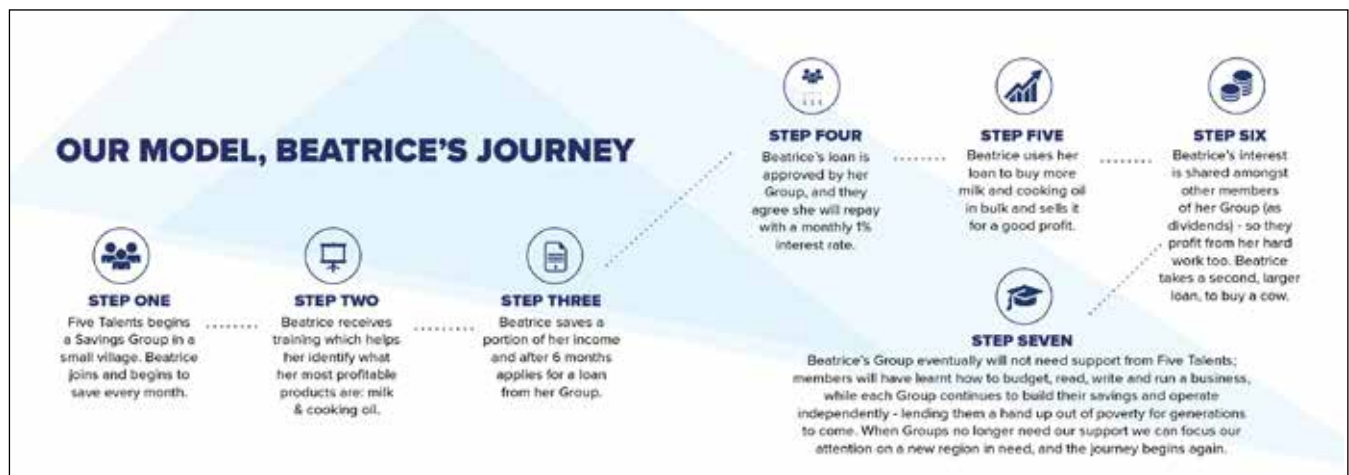 OUR MODEL, BEATRICE'S JOURNEY
STEP ONE
Five Talents begins
a Savings Group in a
small village. Beatrice
joins and begins to
save every month.
STEP TWO
Beatrice receives
training which helps
her identify what
her most profitable
products are: milk
& cooking oil.
STEP THREE
Beatrice saves a
portion of her income
and after 6 months
applies for a loan
from her Group.
STEP FOUR
Beatrice's loan is
approved by her
Group, and they
agree she will repay
with a monthly 1%
interest rate.
STEP FIVE
Beatrice uses her
loan to buy more
milk and cooking oil
in bulk and sells it
for a good profit.
STEP SIX
Beatrice's interest
is shared amongst
other members
of her Group (as
dividends) - so they
profit from her hard
work too. Beatrice
takes a second, larger
loan, to buy a cow.
STEP SEVEN
Beatrice's Group eventually will not need support from Five Talents;
members will have learnt how to budget, read, write and run a business,
while each Group continues to build their savings and operate
independently - lending them a hand up out of poverty for generations
to come. When Groups no longer need our support we can focus our
attention on a new region in need, and the journey begins again.